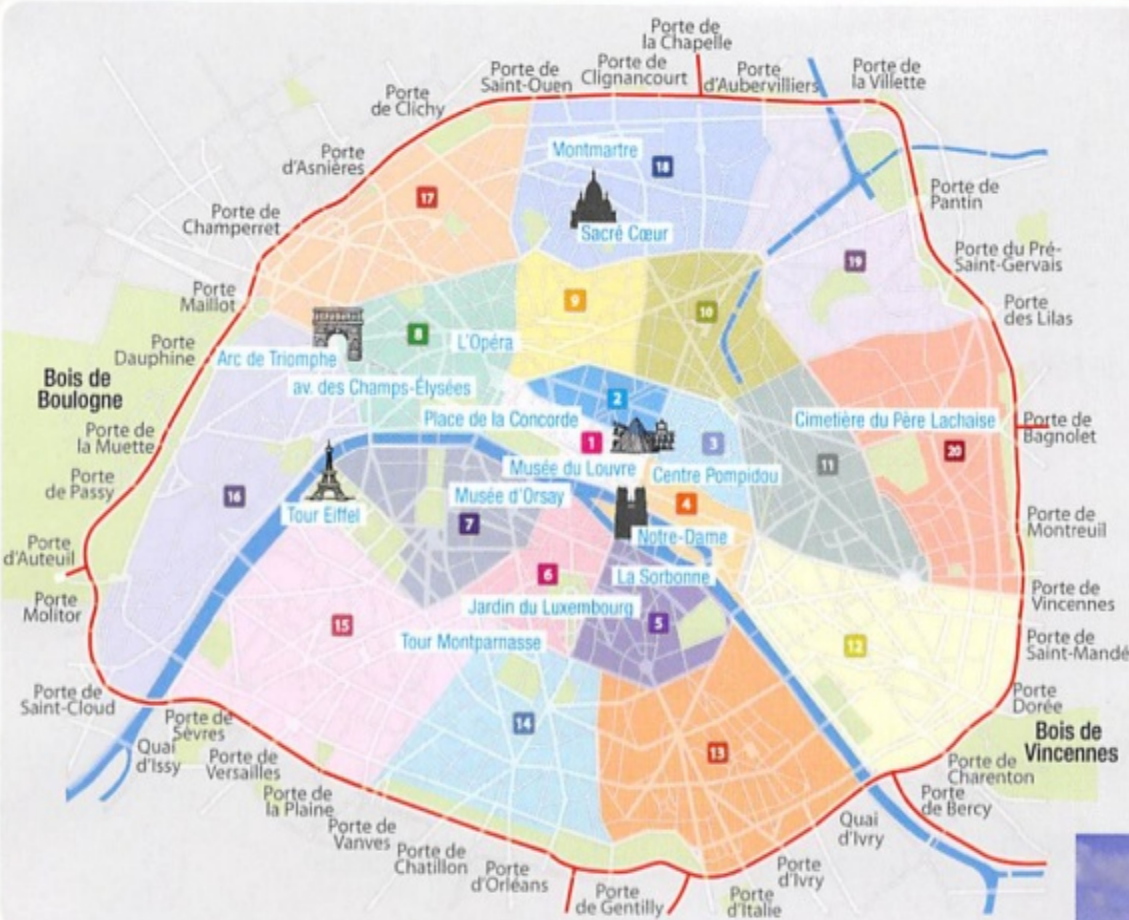 Porte de
la Chapelle
Porte de
Saint-Ouen
Porte de
Clignancourt
Porte
d'Aubervilliers
Porte de
la Villette
Porte
de Clichy
Porte
d'Asnières
Porte de
Champerret
Porte
Maillot
Porte
Dauphine
Bois de
Boulogne
Porte de
la Muette
Porte
de Passy
Porte
d'Auteuil
Porte
Molitor
Porte de
Saint-Cloud
Quai
d'Issy
Porte de
Sèvres
Porte de
Versailles
Porte de
la Plaine
Porte de
Vanves
Porte de
Chatillon
Porte
d'Orléans
Porte
de Gentilly
Porte
d'Italie
Porte
d'Ivry
Quai
d'Ivry
Porte
de Bercy
Porte de
Charenton
Bois de
Vincennes
Porte
Dorée
Porte de
Saint-Mandé
Porte de
Vincennes
Porte de
Montreuil
Porte de
Bagnolet
Porte
des Lilas
Porte du Pré-
Saint-Gervais
Porte de
Pantin
Montmartre
18
Sacré Cœur
17
19
9
10
8
L'Opéra
Arc de Triomphe
av. des Champs-Élysées
2
Place de la Concorde
1
3
Cimetière du Père Lachaise
20
11
Musée du Louvre
Centre Pompidou
Musée d'Orsay
4
16
Tour Eiffel
7
Notre-Dame
6
La Sorbonne
Jardin du Luxembourg
5
15
Tour Montparnasse
12
14
13